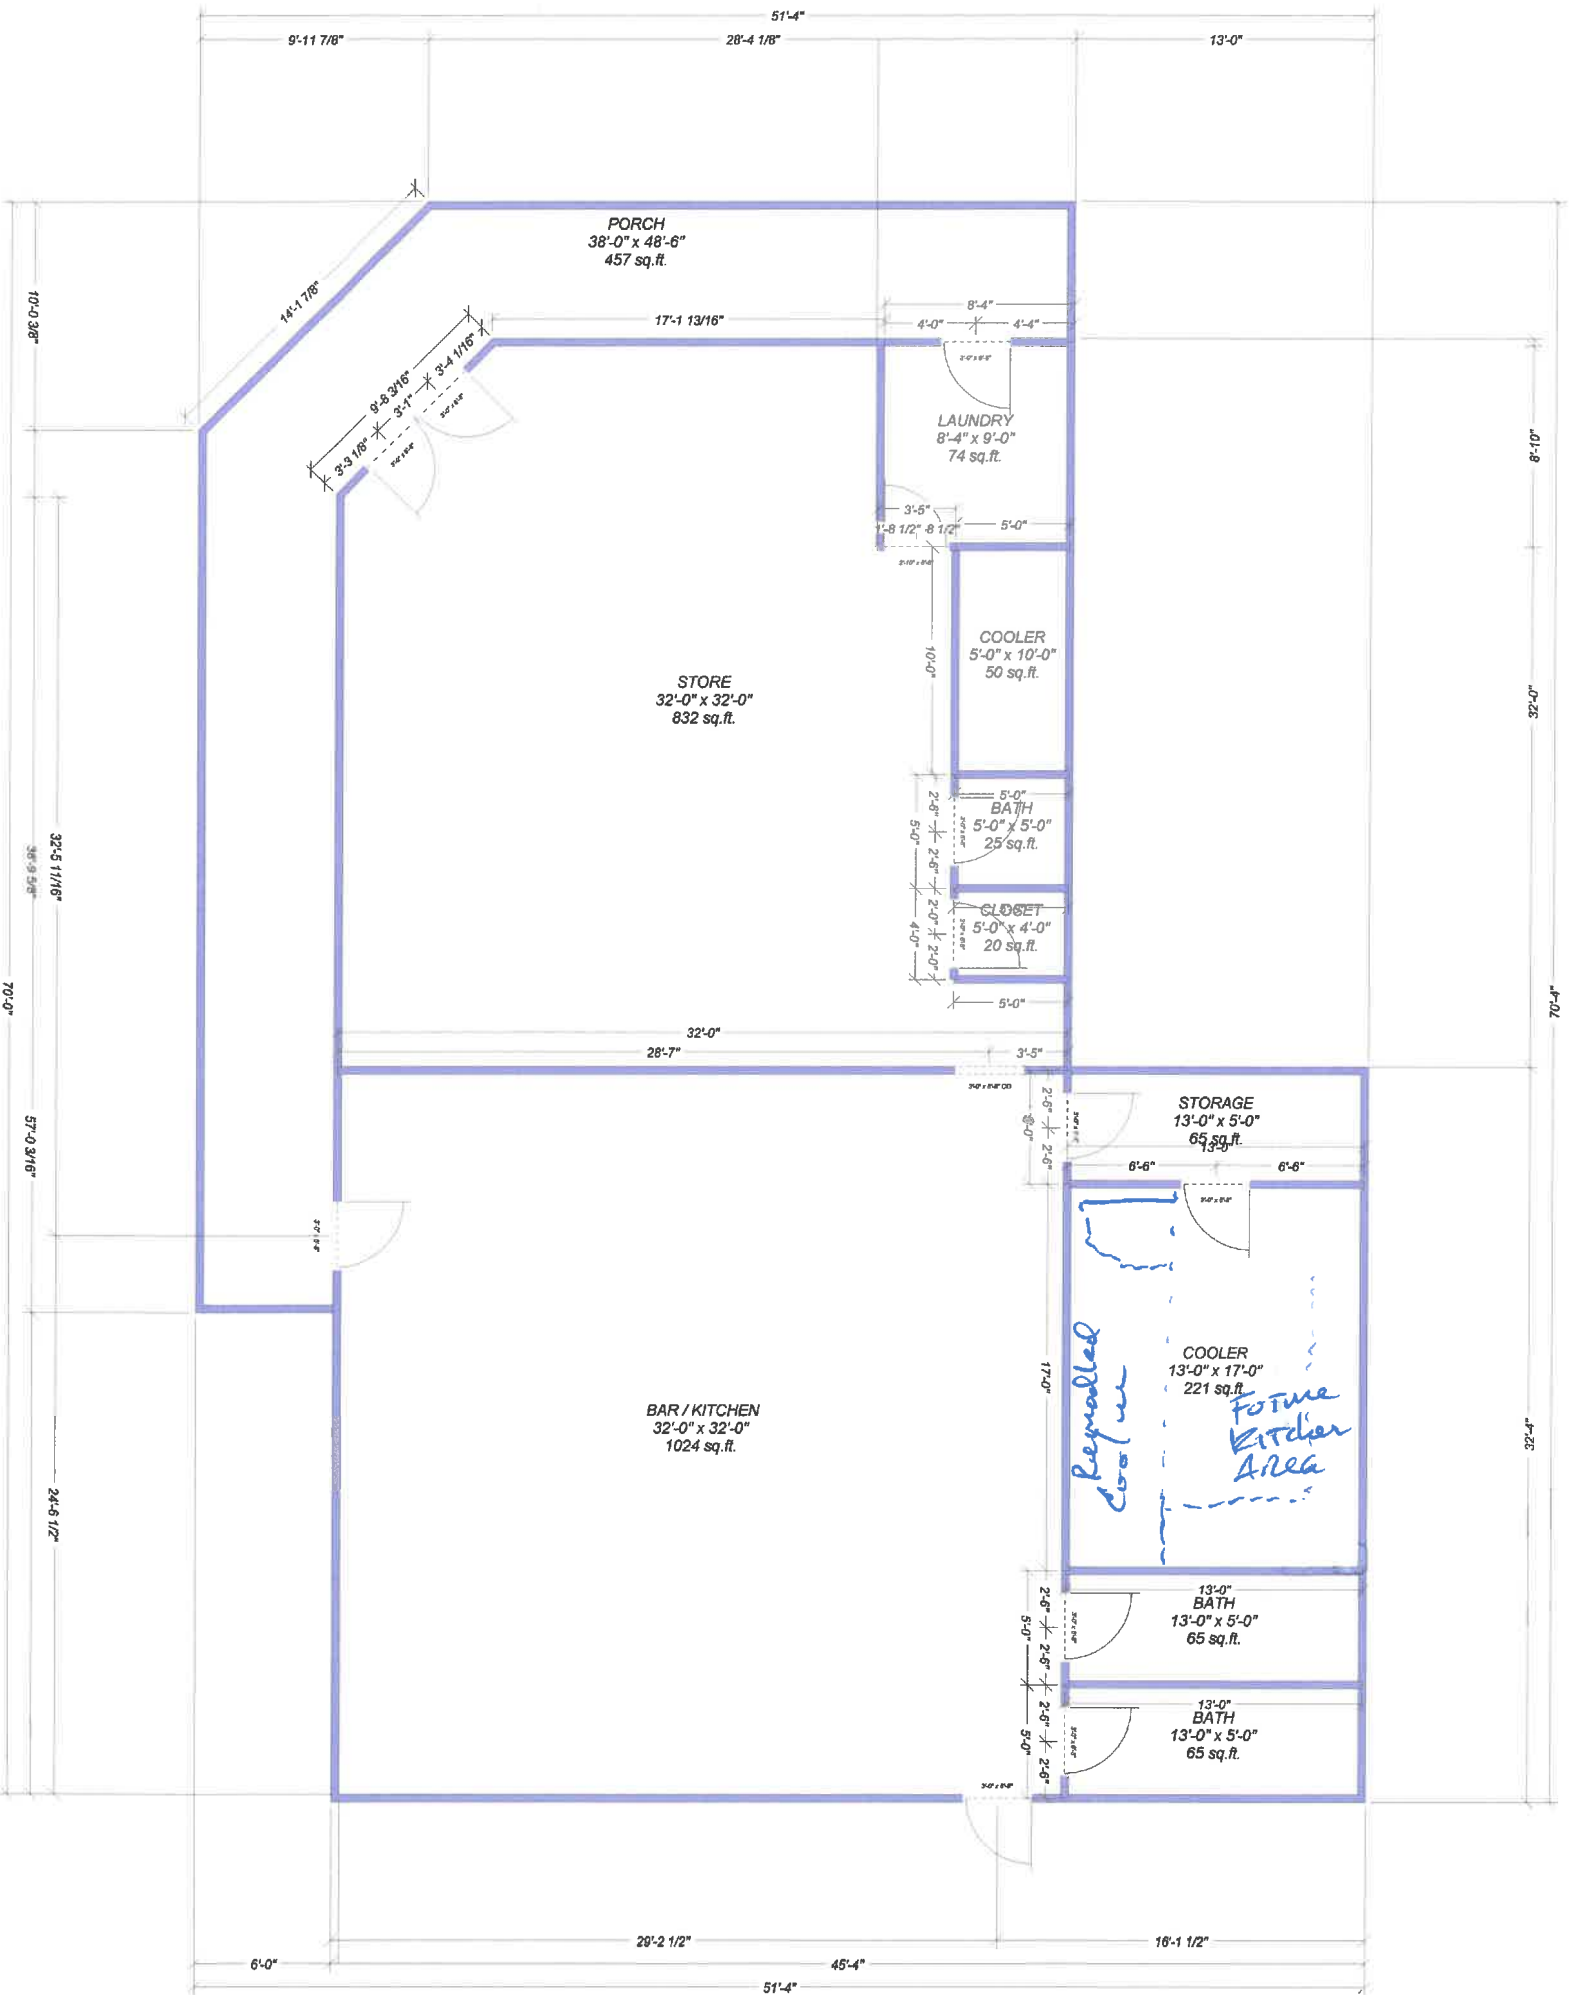 51'-4"
9'-11 7/8"
28'-4 1/8"
13'-0"
PORCH
38'-0" x 48'-6"
457 sq.ft.
10'-0 3/8"
14'-1 7/8"
8'-4"
17'-1 13/16"
4'-0"
4'-4"
9'-8 3/16"
3'-4 1/16"
3'-1"
3'-3 1/8"
LAUNDRY
8'-4" x 9'-0"
74 sq.ft.
8'-10"
3'-5"
1'-8 1/2"
8 1/2"
5'-0"
COOLER
5'-0" x 10'-0"
50 sq.ft.
10'-0"
STORE
32'-0" x 32'-0"
832 sq.ft.
32'-0"
5'-0"
BATH
5'-0" x 5'-0"
25 sq.ft.
2'-6"
5'-0"
2'-6"
CLOSET
5'-0" x 4'-0"
20 sq.ft.
2'-0"
4'-0"
2'-0"
5'-0"
32'-5 11/16"
38'-9 5/8"
70'-0"
70'-4"
32'-0"
28'-7"
3'-5"
STORAGE
13'-0" x 5'-0"
65 sq.ft.
13'-0"
6'-6"
6'-6"
2'-6"
2'-6"
57'-0 3/16"
17'-0"
COOLER
13'-0" x 17'-0"
221 sq.ft.
Future
Kitchen
Area
BAR / KITCHEN
32'-0" x 32'-0"
1024 sq.ft.
32'-4"
24'-6 1/2"
13'-0"
BATH
13'-0" x 5'-0"
65 sq.ft.
2'-6"
5'-0"
2'-6"
13'-0"
BATH
13'-0" x 5'-0"
65 sq.ft.
2'-6"
5'-0"
2'-6"
29'-2 1/2"
16'-1 1/2"
6'-0"
45'-4"
51'-4"